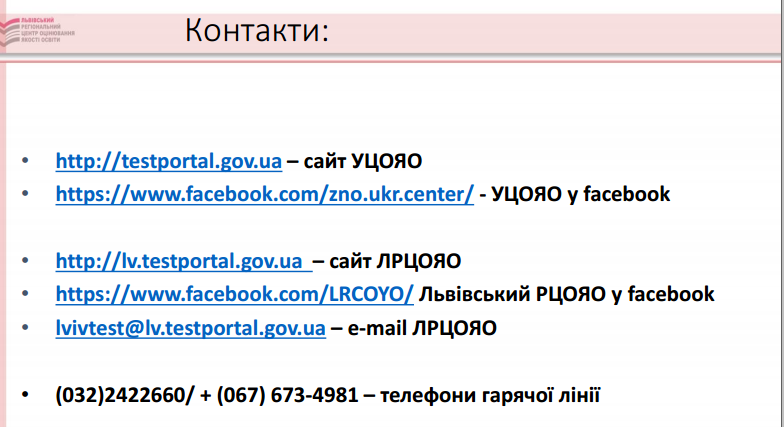 ЛЬВІВСЬКИЙ
РЕГІОНАЛЬНИЙ
ЦЕНТР ОЦІНЮВАННЯ
ЯКОСТІ ОСВІТИ
Контакти:
• http://testportal.gov.ua – сайт УЦОЯО
• https://www.facebook.com/zno.ukr.center/ - УЦОЯО у facebook
• http://lv.testportal.gov.ua – сайт ЛРЦОЯО
• https://www.facebook.com/LRCOYO/ Львівський РЦОЯО у facebook
• lvivtest@lv.testportal.gov.ua – e-mail ЛРЦОЯО
• (032)2422660/ + (067) 673-4981 – телефони гарячої лінії